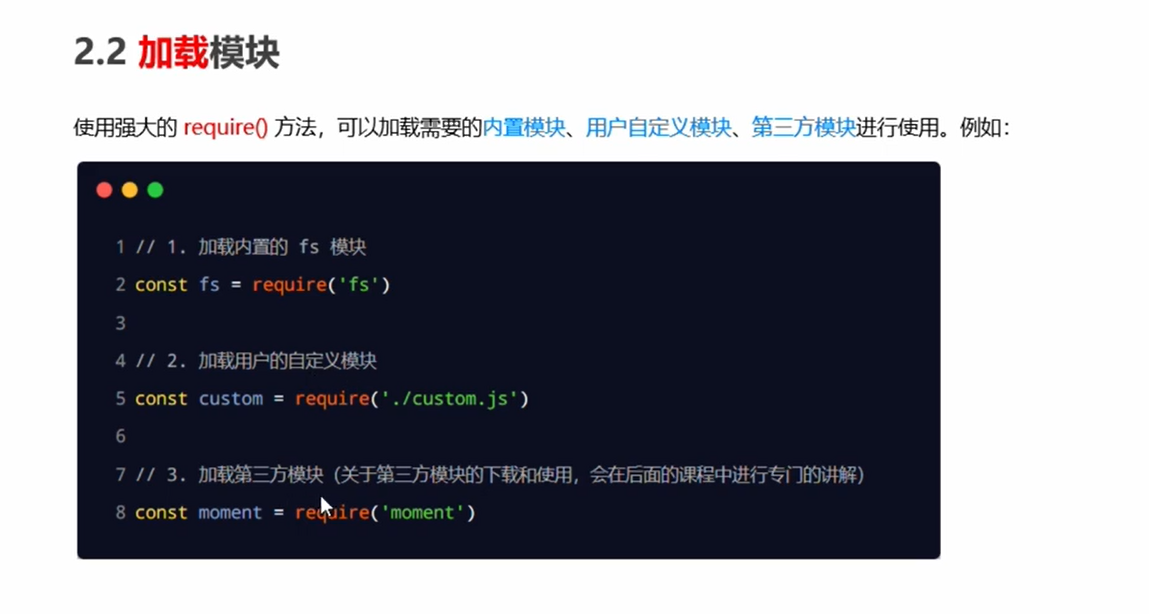 2.2 加载模块
使用强大的 require() 方法，可以加载需要的内置模块、用户自定义模块、第三方模块进行使用。例如：
1 // 1. 加载内置的 fs 模块
2 const fs = require('fs')
3
4 // 2. 加载用户的自定义模块
5 const custom = require('./custom.js')
6
7 // 3. 加载第三方模块（关于第三方模块的下载和使用，会在后面的课程中进行专门的讲解）
8 const moment = require('moment')